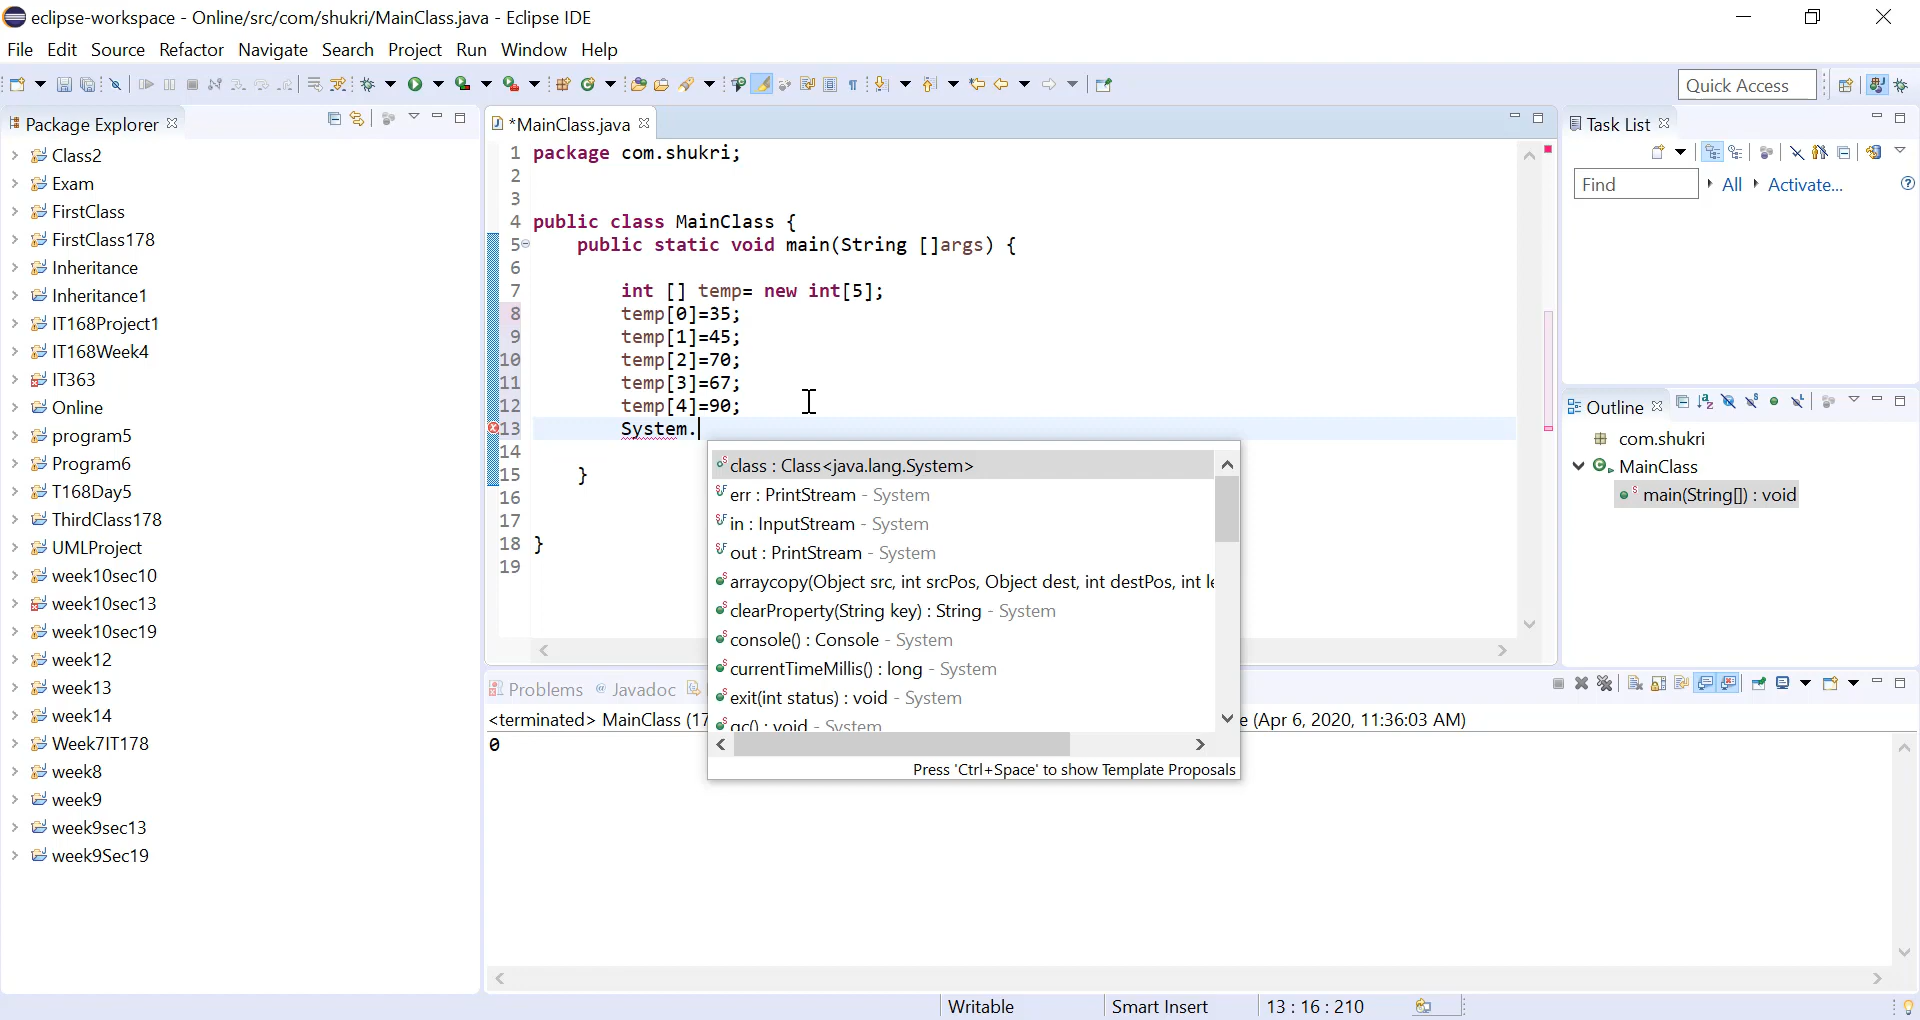 eclipse-workspace - Online/src/com/shukri/MainClass.java - Eclipse IDE
File Edit Source Refactor Navigate Search Project Run Window Help
Quick Access
Package Explorer
Class2
Exam
FirstClass
FirstClass178
Inheritance
Inheritance1
IT168Project1
IT168Week4
IT363
Online
program5
Program6
T168Day5
ThirdClass178
UMLProject
week10sec10
week10sec13
week10sec19
week12
week13
week14
Week7IT178
week8
week9
week9sec13
week9Sec19
*MainClass.java
1 package com.shukri;
2
3
4 public class MainClass {
5 public static void main(String []args) {
6
7 int [] temp= new int[5];
8 temp[0]=35;
9 temp[1]=45;
10 temp[2]=70;
11 temp[3]=67;
12 temp[4]=90;
13 System.
14
15 }
16
17
18 }
19
class : Class<java.lang.System>
err : PrintStream - System
in : InputStream - System
out : PrintStream - System
arraycopy(Object src, int srcPos, Object dest, int destPos, int
clearProperty(String key) : String - System
console() : Console - System
currentTimeMillis() : long - System
exit(int status) : void - System
gc() : void - System
Press 'Ctrl+Space' to show Template Proposals
Problems Javadoc
<terminated> MainClass (17 e (Apr 6, 2020, 11:36:03 AM)
0
Task List
Find All Activate...
Outline
com.shukri
MainClass
main(String[]) : void
Writable Smart Insert 13 : 16 : 210